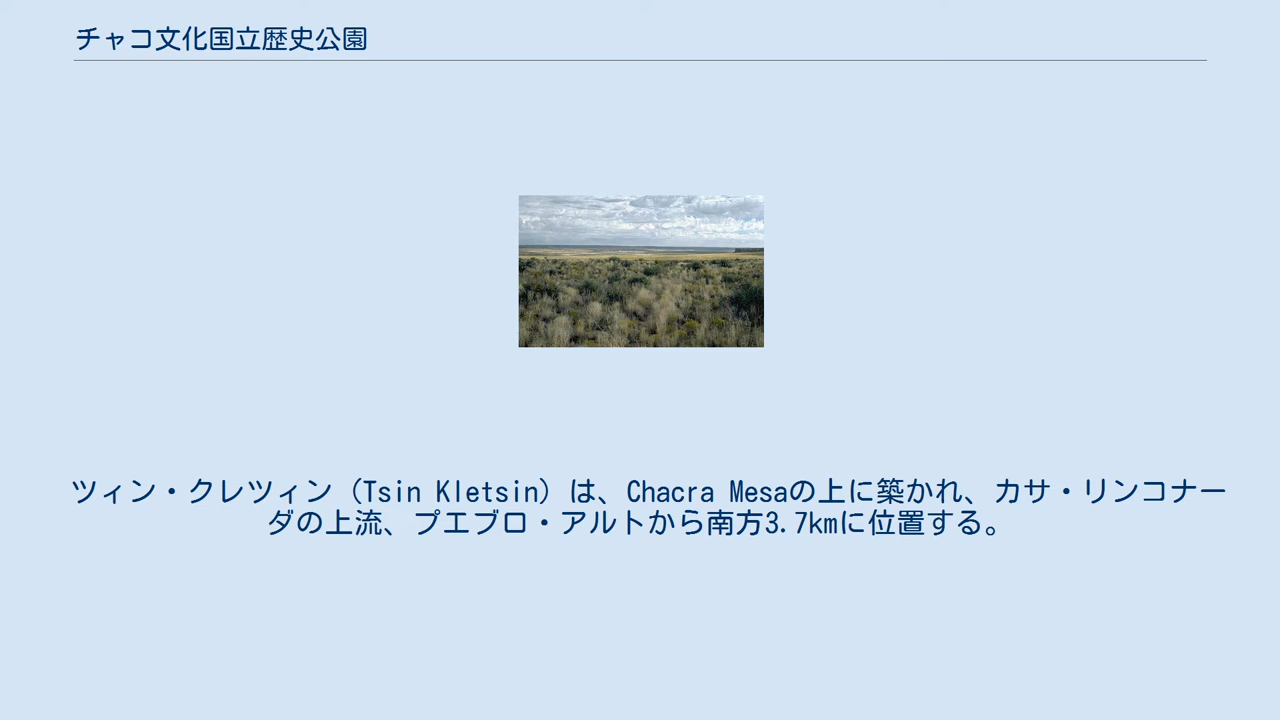 チャコ文化国立歴史公園
ツィン・クレツィン（Tsin Kletsin）は、Chacra Mesaの上に築かれ、カサ・リンコナー
ダの上流、プエブロ・アルトから南方3.7kmに位置する。